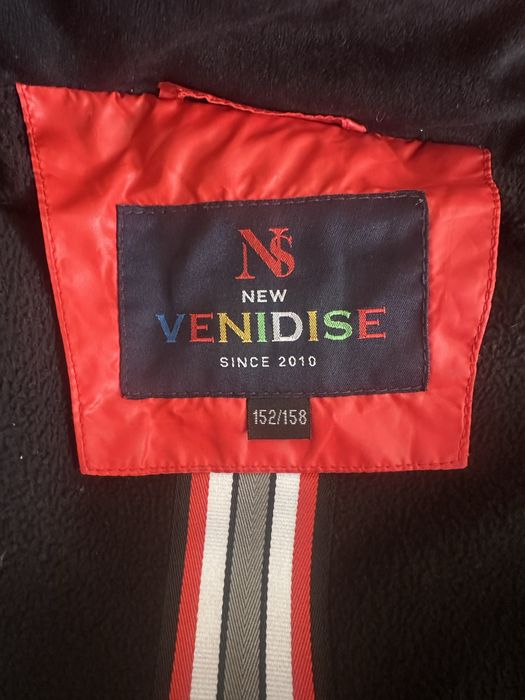 NS
NEW
VENIDISE
SINCE 2010
152/158